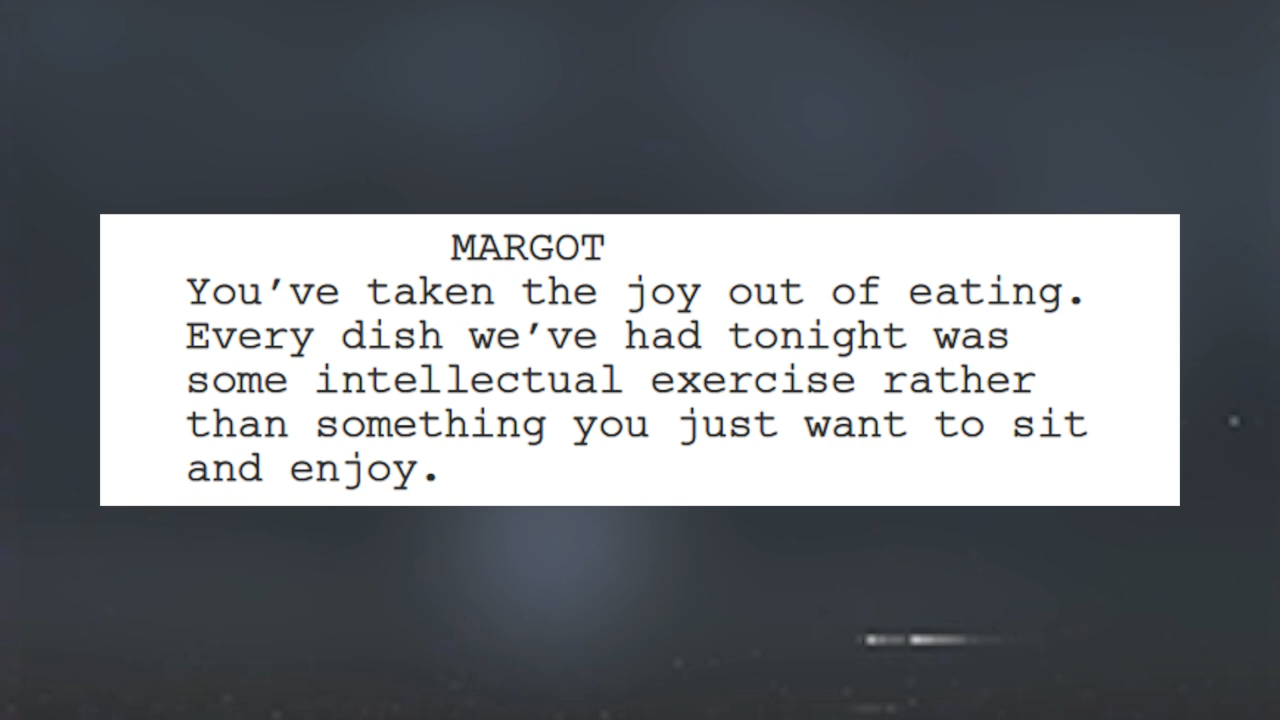 MARGOT
You’ve taken the joy out of eating.
Every dish we’ve had tonight was
some intellectual exercise rather
than something you just want to sit
and enjoy.